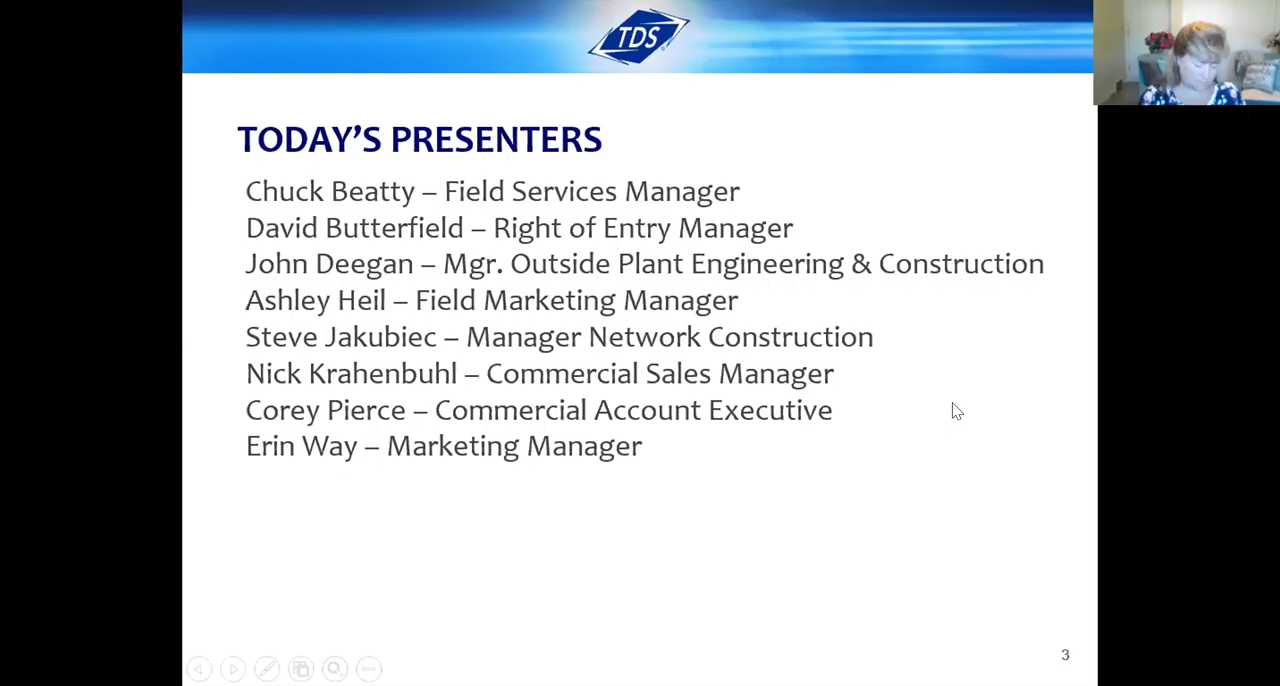 TDS
TODAY'S PRESENTERS
Chuck Beatty – Field Services Manager
David Butterfield – Right of Entry Manager
John Deegan – Mgr. Outside Plant Engineering & Construction
Ashley Heil – Field Marketing Manager
Steve Jakubiec – Manager Network Construction
Nick Krahenbuhl – Commercial Sales Manager
Corey Pierce – Commercial Account Executive
Erin Way – Marketing Manager
3